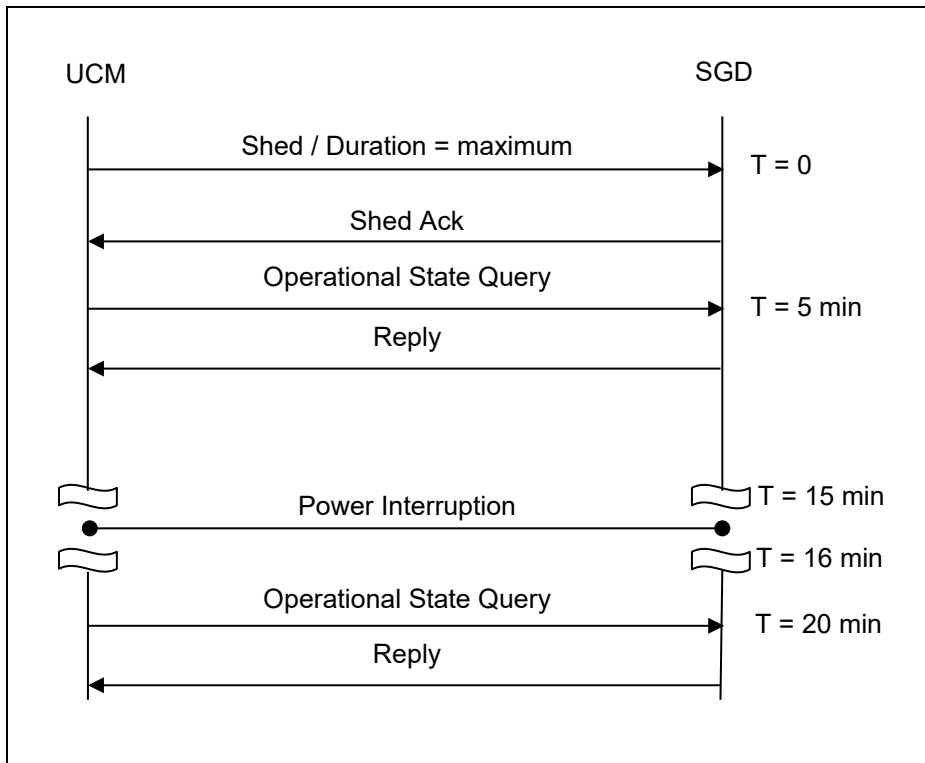 UCM
SGD
Shed / Duration = maximum
T = 0
Shed Ack
Operational State Query
T = 5 min
Reply
T = 15 min
Power Interruption
T = 16 min
Operational State Query
T = 20 min
Reply